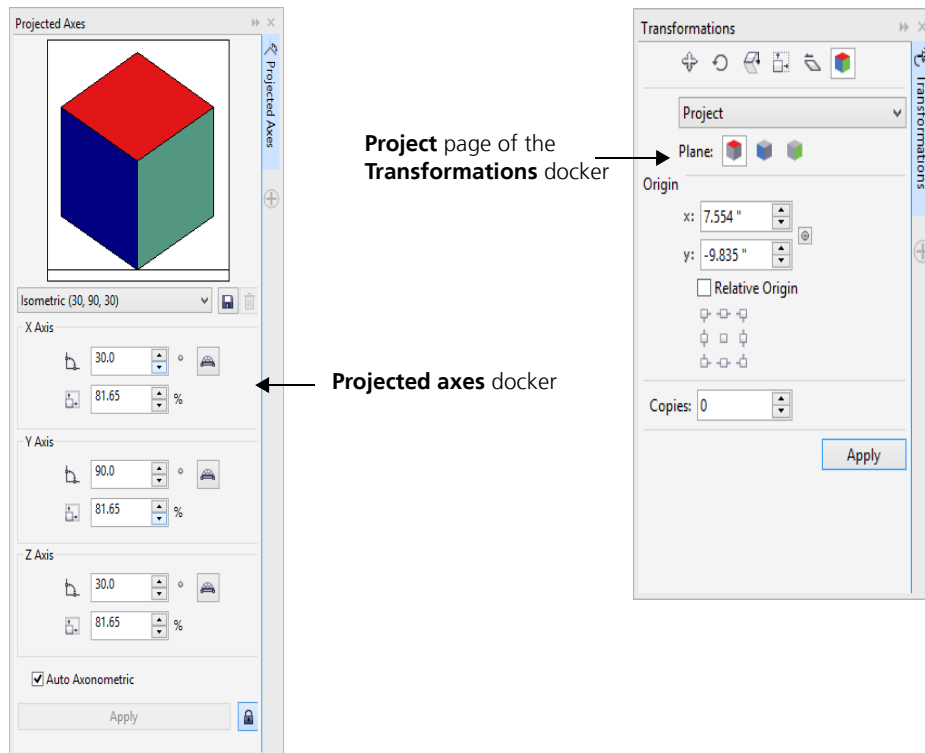 Projected Axes
Projected Axes
Isometric (30, 90, 30)
X Axis
30.0 °
81.65 %
Y Axis
90.0 °
81.65 %
Z Axis
30.0 °
81.65 %
Auto Axonometric
Apply
Project page of the
Transformations docker
Projected axes docker
Transformations
Transformations
Project
Plane:
Origin
x: 7.554 "
y: -9.835 "
Relative Origin
Copies: 0
Apply